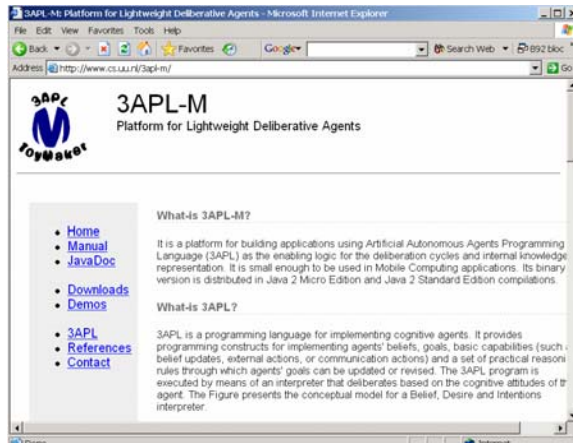 3APL-M: Platform for Lightweight Deliberative Agents - Microsoft Internet Explorer
File Edit View Favorites Tools Help
Back Favorites Google Search Web 892 bloc
Address http://www.cs.uu.nl/3apl-m/ Go
3APL
ToyMaker
3APL-M
Platform for Lightweight Deliberative Agents
Home
Manual
JavaDoc
Downloads
Demos
3APL
References
Contact
What-is 3APL-M?
It is a platform for building applications using Artificial Autonomous Agents Programming
Language (3APL) as the enabling logic for the deliberation cycles and internal knowledge
representation. It is small enough to be used in Mobile Computing applications. Its binary
version is distributed in Java 2 Micro Edition and Java 2 Standard Edition compilations.
What-is 3APL?
3APL is a programming language for implementing cognitive agents. It provides
programming constructs for implementing agents' beliefs, goals, basic capabilities (such
belief updates, external actions, or communication actions) and a set of practical reasoni
rules through which agents' goals can be updated or revised. The 3APL program is
executed by means of an interpreter that deliberates based on the cognitive attitudes of th
agent. The Figure presents the conceptual model for a Belief, Desire and Intentions
interpreter.